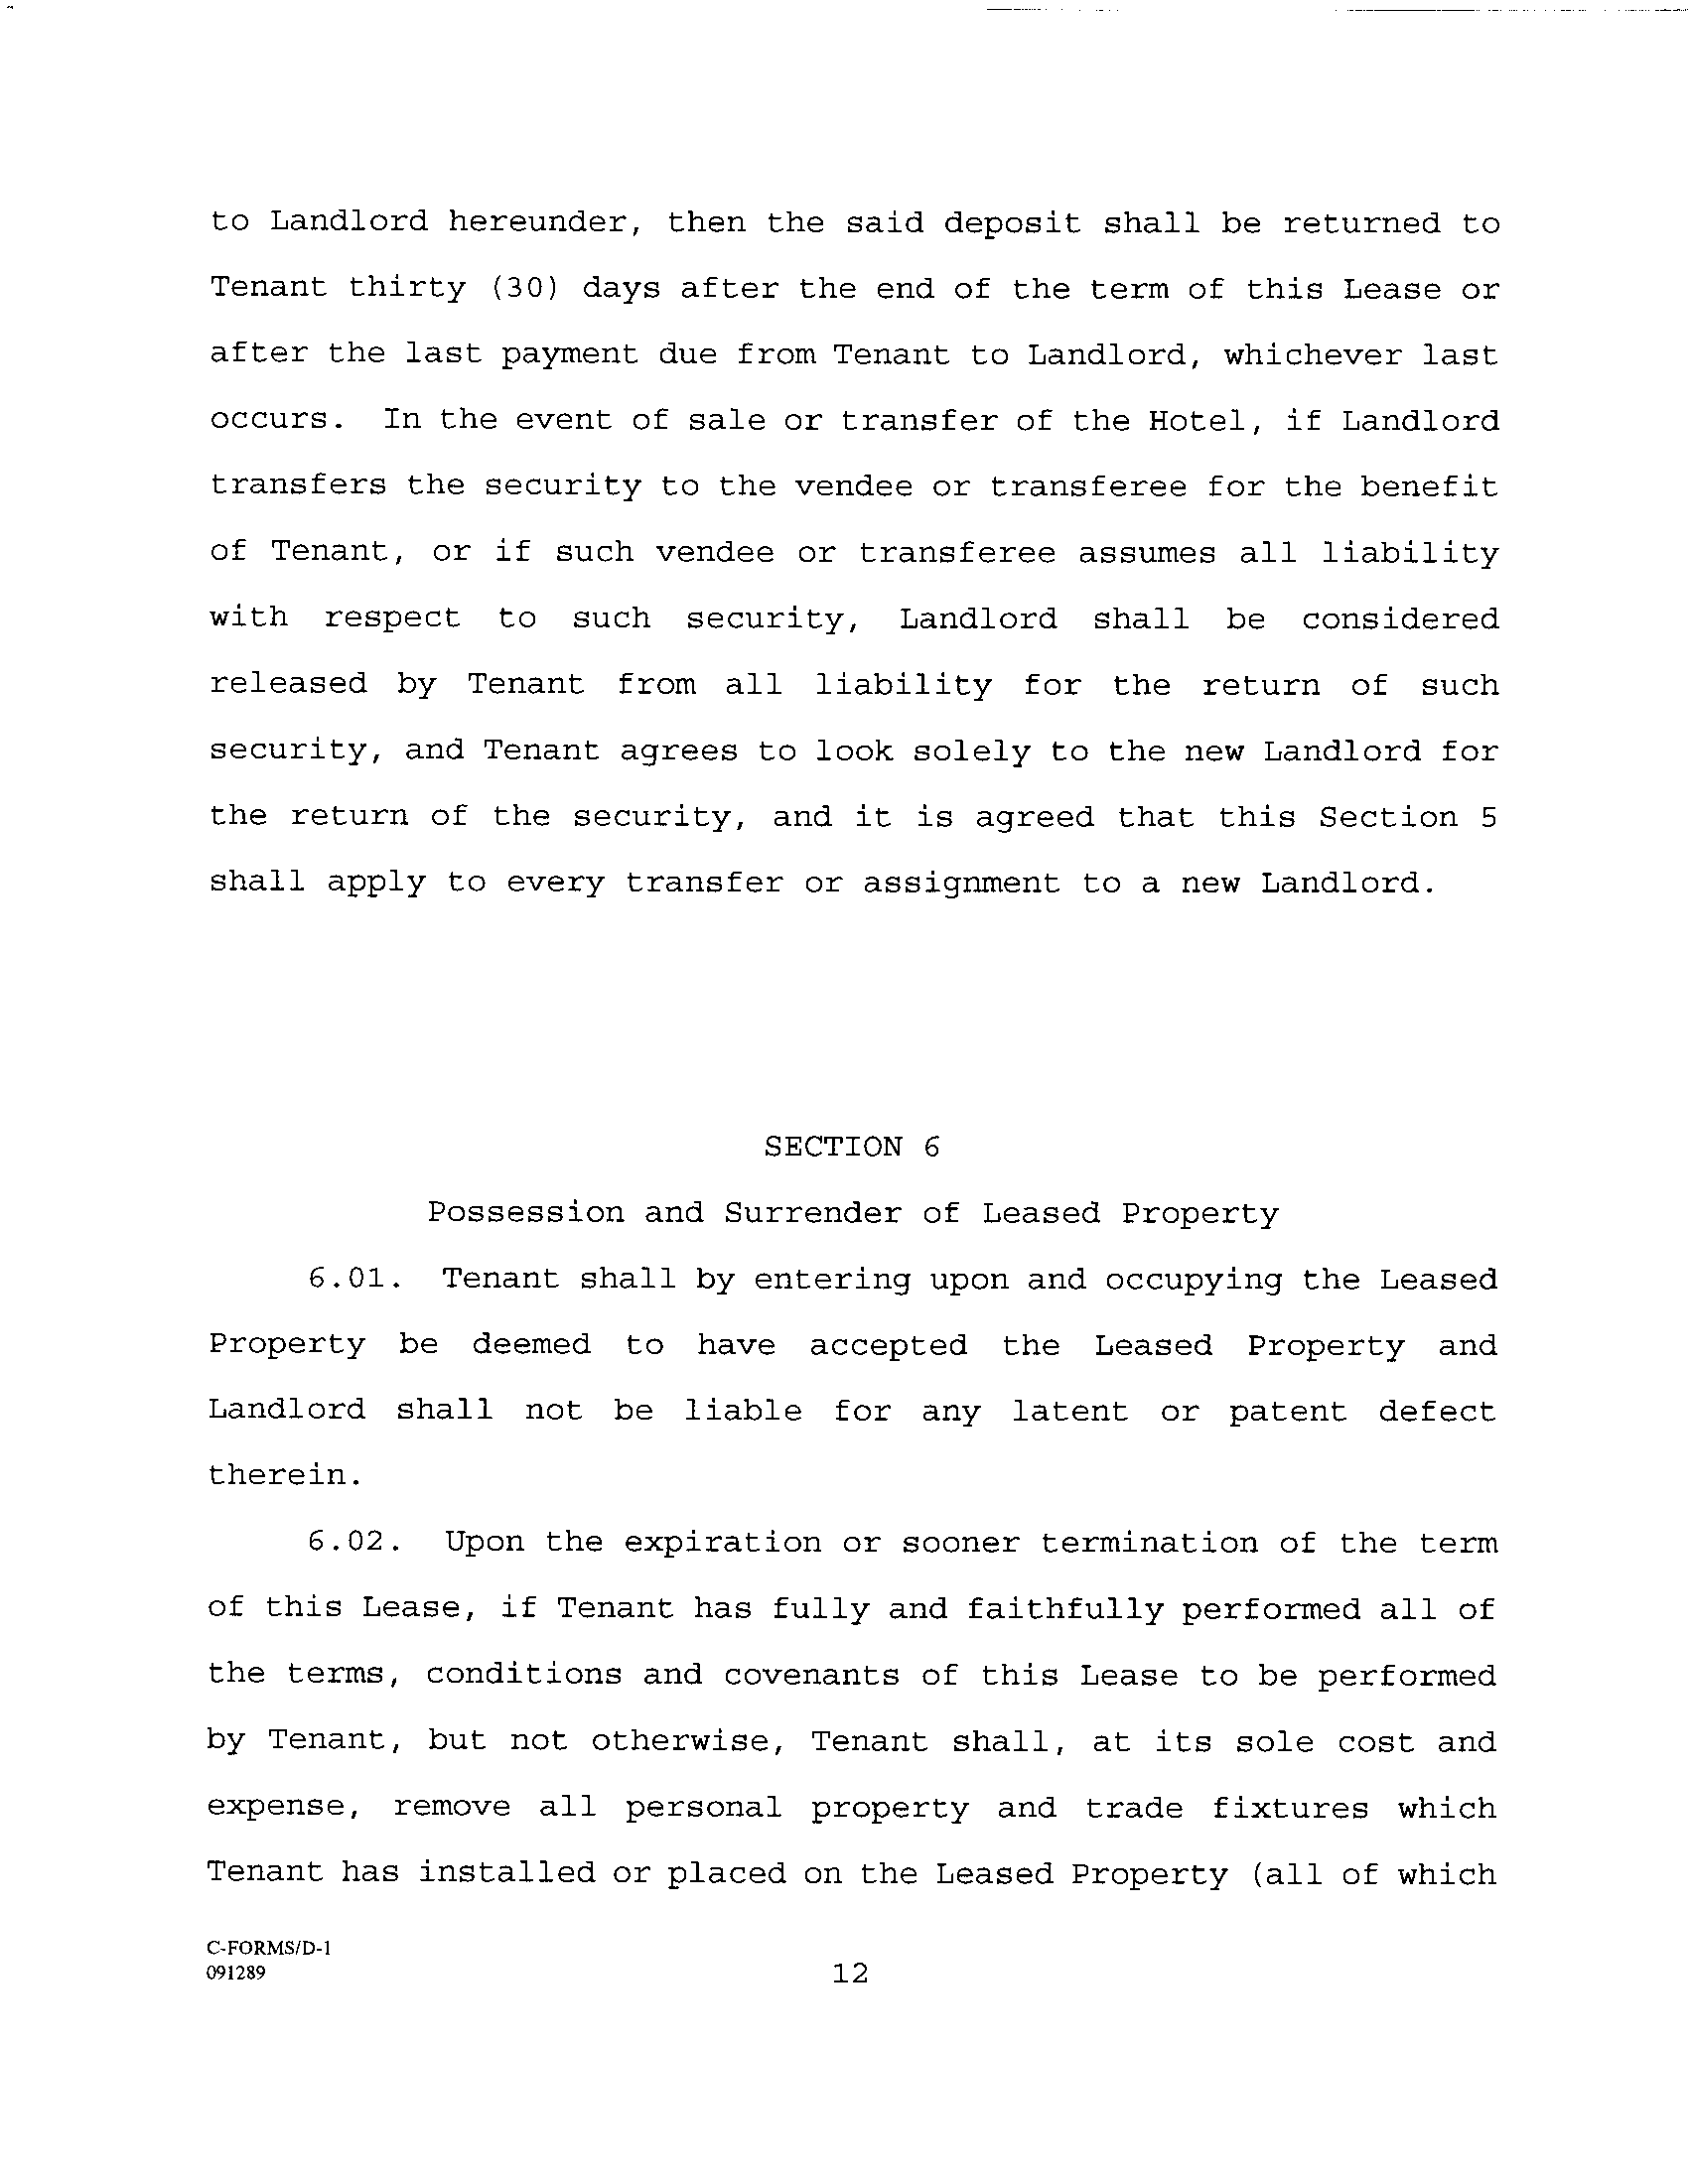 to Landlord hereunder, then the said deposit shall be returned to
Tenant thirty (30) days after the end of the term of this Lease or
after the last payment due from Tenant to Landlord, whichever last
occurs. In the event of sale or transfer of the Hotel, if Landlord
transfers the security to the vendee or transferee for the benefit
of Tenant, or if such vendee or transferee assumes all liability
with respect to such security, Landlord shall be considered
released by Tenant from all liability for the return of such
security, and Tenant agrees to look solely to the new Landlord for
the return of the security, and it is agreed that this Section 5
shall apply to every transfer or assignment to a new Landlord.
SECTION 6
Possession and Surrender of Leased Property
6.01. Tenant shall by entering upon and occupying the Leased
Property be deemed to have accepted the Leased Property and
Landlord shall not be liable for any latent or patent defect
therein.
6.02. Upon the expiration or sooner termination of the term
of this Lease, if Tenant has fully and faithfully performed all of
the terms, conditions and covenants of this Lease to be performed
by Tenant, but not otherwise, Tenant shall, at its sole cost and
expense, remove all personal property and trade fixtures which
Tenant has installed or placed on the Leased Property (all of which
C-FORMS/D-1
091289
12